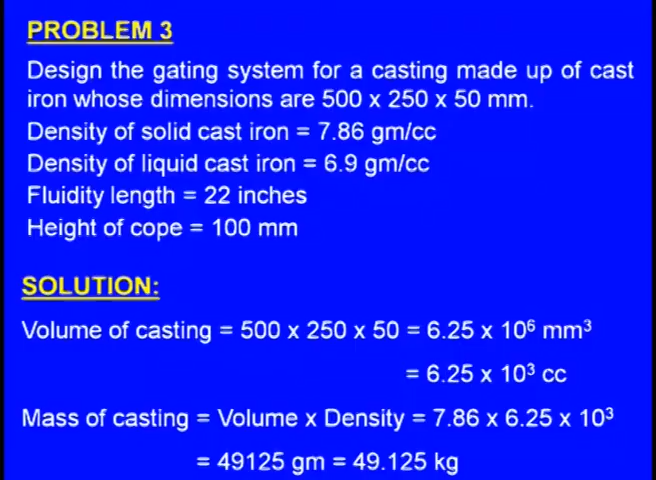 PROBLEM 3
Design the gating system for a casting made up of cast
iron whose dimensions are 500 x 250 x 50 mm.
Density of solid cast iron = 7.86 gm/cc
Density of liquid cast iron = 6.9 gm/cc
Fluidity length = 22 inches
Height of cope = 100 mm
SOLUTION:
Volume of casting = 500 x 250 x 50 = 6.25 x 10⁶ mm³
= 6.25 x 10³ cc
Mass of casting = Volume x Density = 7.86 x 6.25 x 10³
= 49125 gm = 49.125 kg